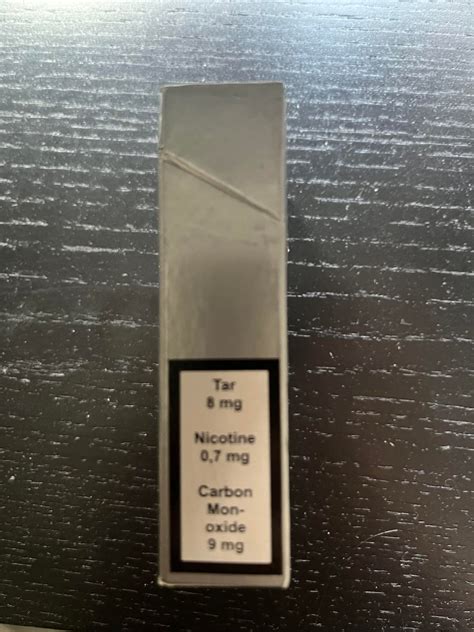 Tar
8 mg
Nicotine
0,7 mg
Carbon
Mon-
oxide
9 mg